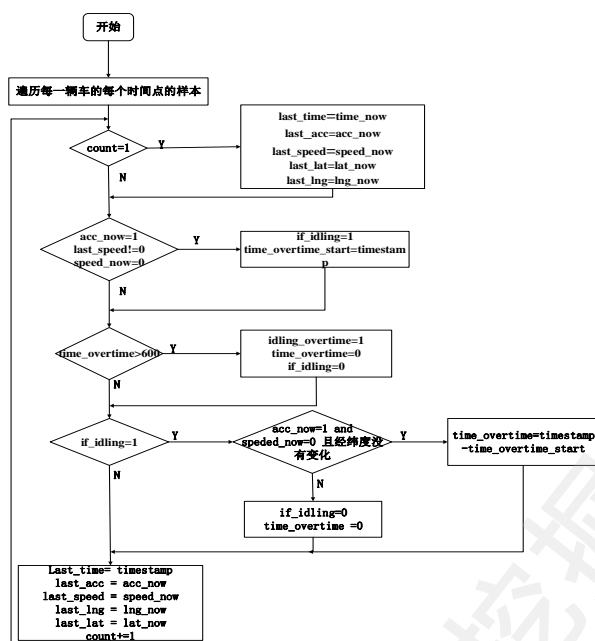 开始
遍历每一辆车的每个时间点的样本
count=1
Y
N
last_time=time_now
last_acc=acc_now
last_speed=speed_now
last_lat=lat_now
last_lng=lng_now
acc_now=1
last_speed!=0
speed_now=0
Y
N
if_idling=1
time_overtime_start=timestam
p
time_overtime>600
Y
N
idling_overtime=1
time_overtime=0
if_idling=0
if_idling=1
Y
N
acc_now=1 and
speded_now=0 且经纬度没
有变化
Y
N
time_overtime=timestamp
-time_overtime_start
if_idling=0
time_overtime =0
Last_time= timestamp
last_acc = acc_now
last_speed = speed_now
last_lng = lng_now
last_lat = lat_now
count+=1
挖掘